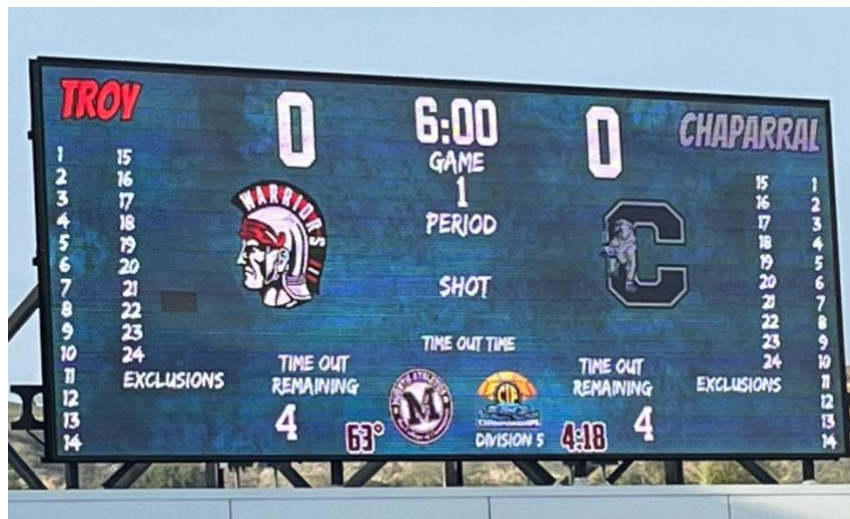 TROY 0 6:00 0 CHAPARRAL
GAME
1
PERIOD
SHOT
TIME OUT TIME
1 15
2 16
3 17
4 18
5 19
6 20
7 21
8 22
9 23
10 24
11 EXCLUSIONS
12
13
14
WARRIORS
C
15 1
16 2
17 3
18 4
19 5
20 6
21 7
22 8
23 9
24 10
EXCLUSIONS 11
12
13
14
TIME OUT
REMAINING
4
63°
M
CIF
CHAMPIONSHIPS
DIVISION 5
4:18
TIME OUT
REMAINING
4